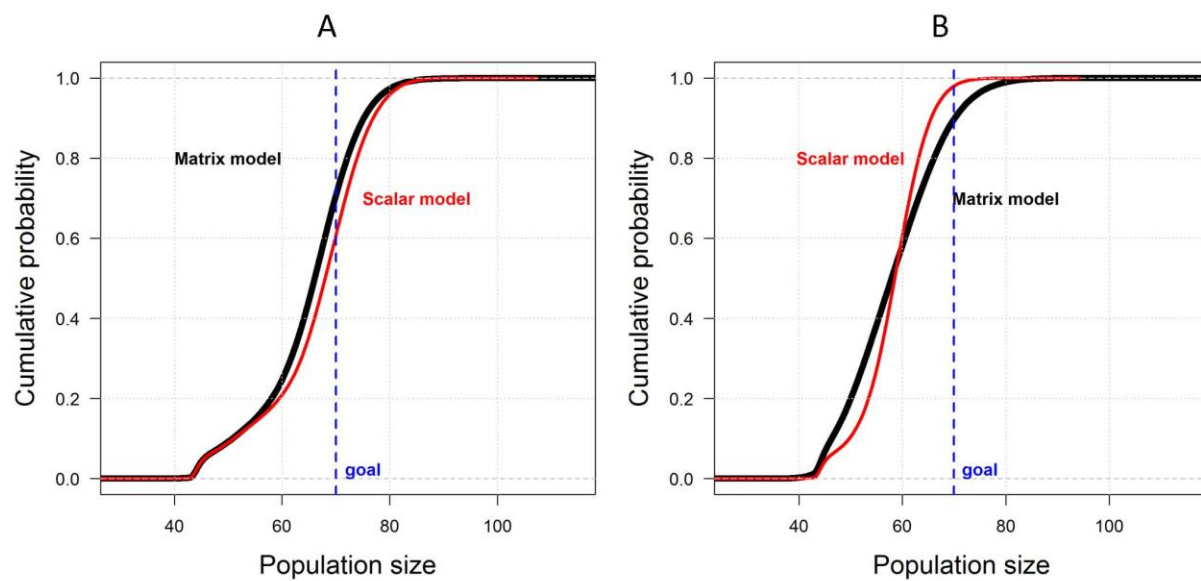 A
Cumulative probability
1.0
0.8
0.6
0.4
0.2
0.0
Matrix model
Scalar model
goal
40 60 80 100
Population size
B
Cumulative probability
1.0
0.8
0.6
0.4
0.2
0.0
Scalar model
Matrix model
goal
40 60 80 100
Population size